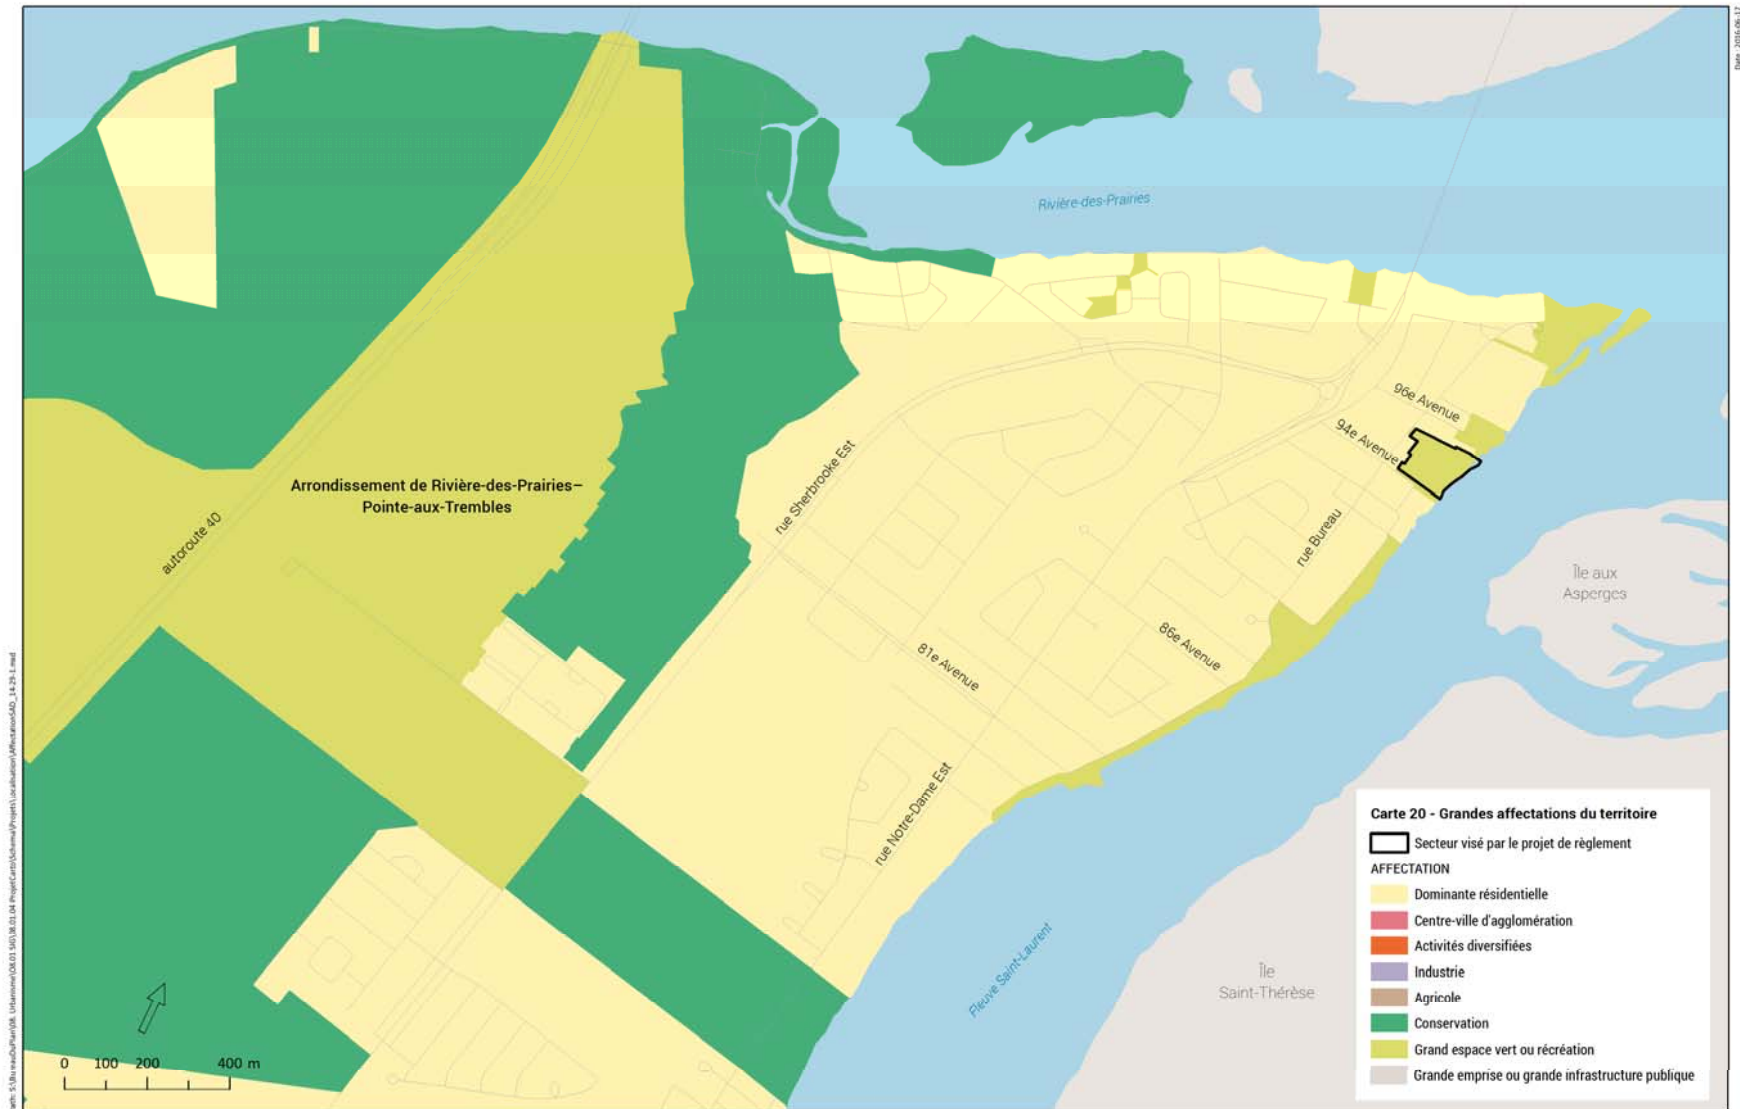 Date : 2016-06-17
Rivière-des-Prairies
96e Avenue
94e Avenue
rue Sherbrooke Est
Arrondissement de Rivière-des-Prairies–
Pointe-aux-Trembles
autoroute 40
rue Bureau
Île aux
Asperges
86e Avenue
81e Avenue
rue Notre-Dame Est
Fleuve Saint-Laurent
Île
Saint-Thérèse
0 100 200 400 m
Carte 20 - Grandes affectations du territoire
Secteur visé par le projet de règlement
AFFECTATION
Dominante résidentielle
Centre-ville d'agglomération
Activités diversifiées
Industrie
Agricole
Conservation
Grand espace vert ou récréation
Grande emprise ou grande infrastructure publique